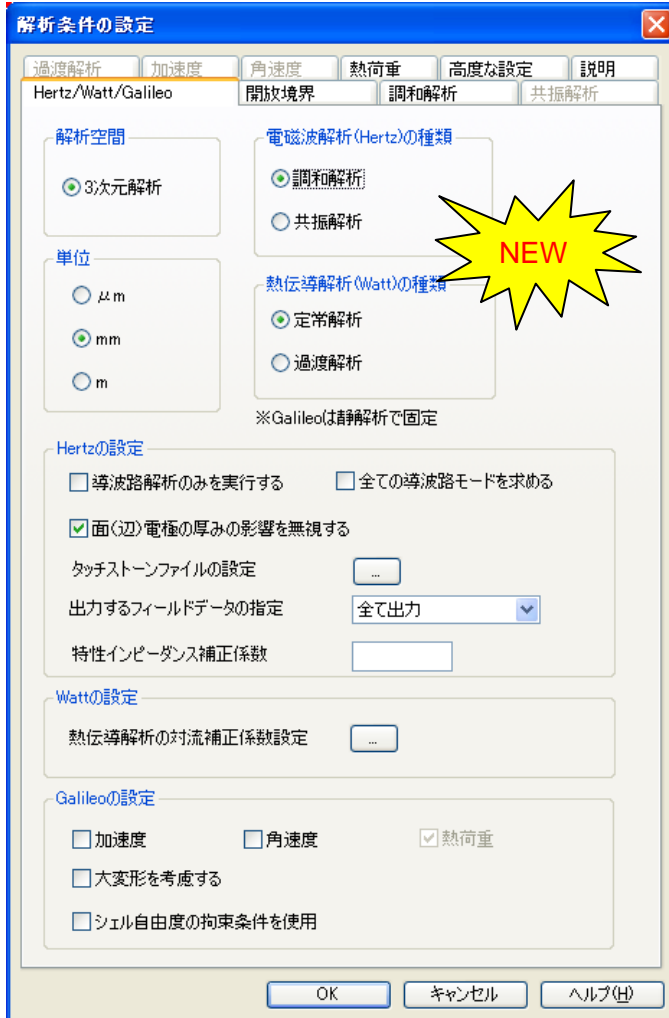 解析条件の設定
過渡解析 加速度 角速度 熱荷重 高度な設定 説明
Hertz/Watt/Galileo 開放境界 調和解析 共振解析
解析空間
3次元解析
電磁波解析(Hertz)の種類
調和解析
共振解析
NEW
単位
μm
mm
m
熱伝導解析(Watt)の種類
定常解析
過渡解析
※Galileoは静解析で固定
Hertzの設定
導波路解析のみを実行する 全ての導波路モードを求める
面(辺)電極の厚みの影響を無視する
タッチストーンファイルの設定 ...
出力するフィールドデータの指定 全て出力
特性インピーダンス補正係数
Wattの設定
熱伝導解析の対流補正係数設定 ...
Galileoの設定
加速度 角速度 熱荷重
大変形を考慮する
シェル自由度の拘束条件を使用
OK キャンセル ヘルプ(H)